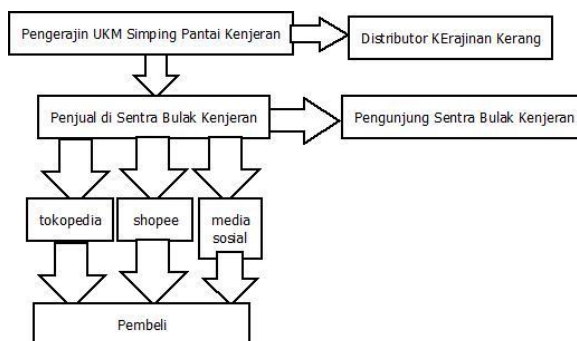 Pengerajin UKM Simping Pantai Kenjeran
Distributor KErajinan Kerang
Penjual di Sentra Bulak Kenjeran
Pengunjung Sentra Bulak Kenjeran
tokopedia
shopee
media
sosial
Pembeli